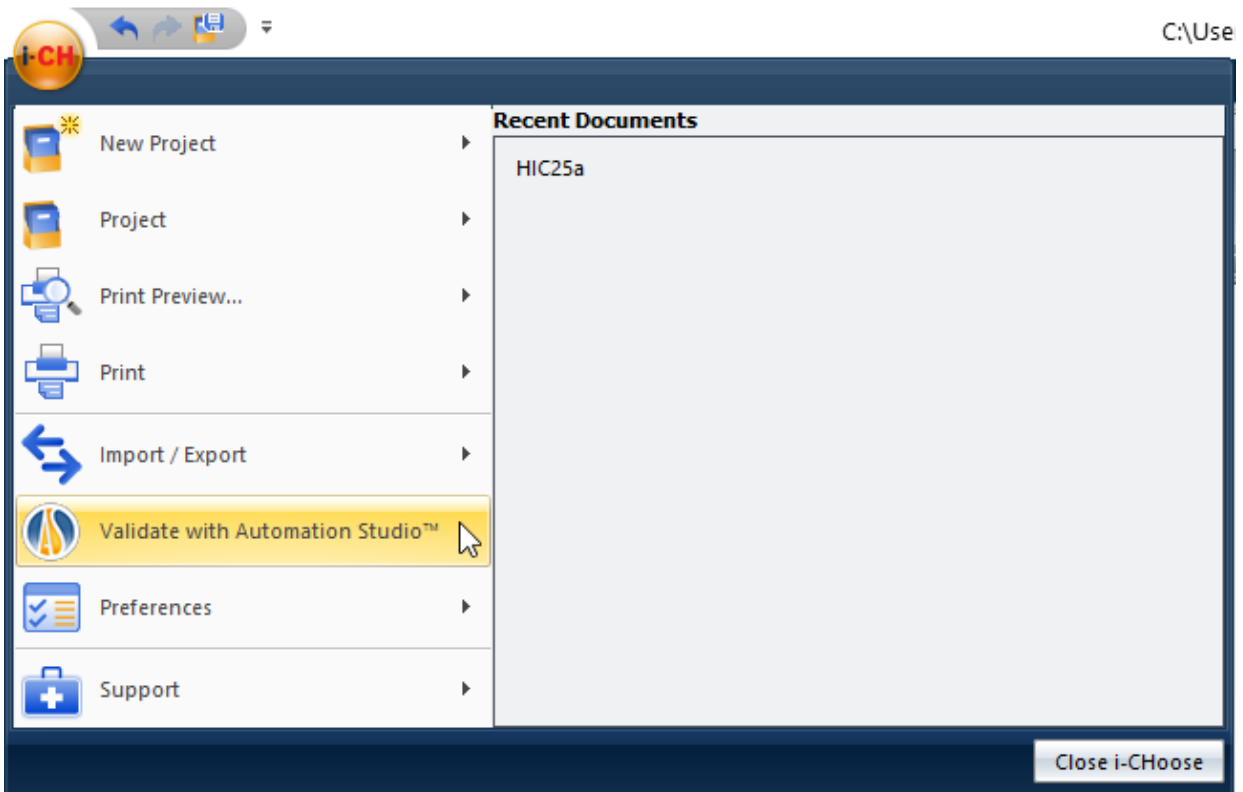 i-CH
C:\Use
New Project
Project
Print Preview...
Print
Import / Export
Validate with Automation Studio™
Preferences
Support
Recent Documents
HIC25a
Close i-CHoose